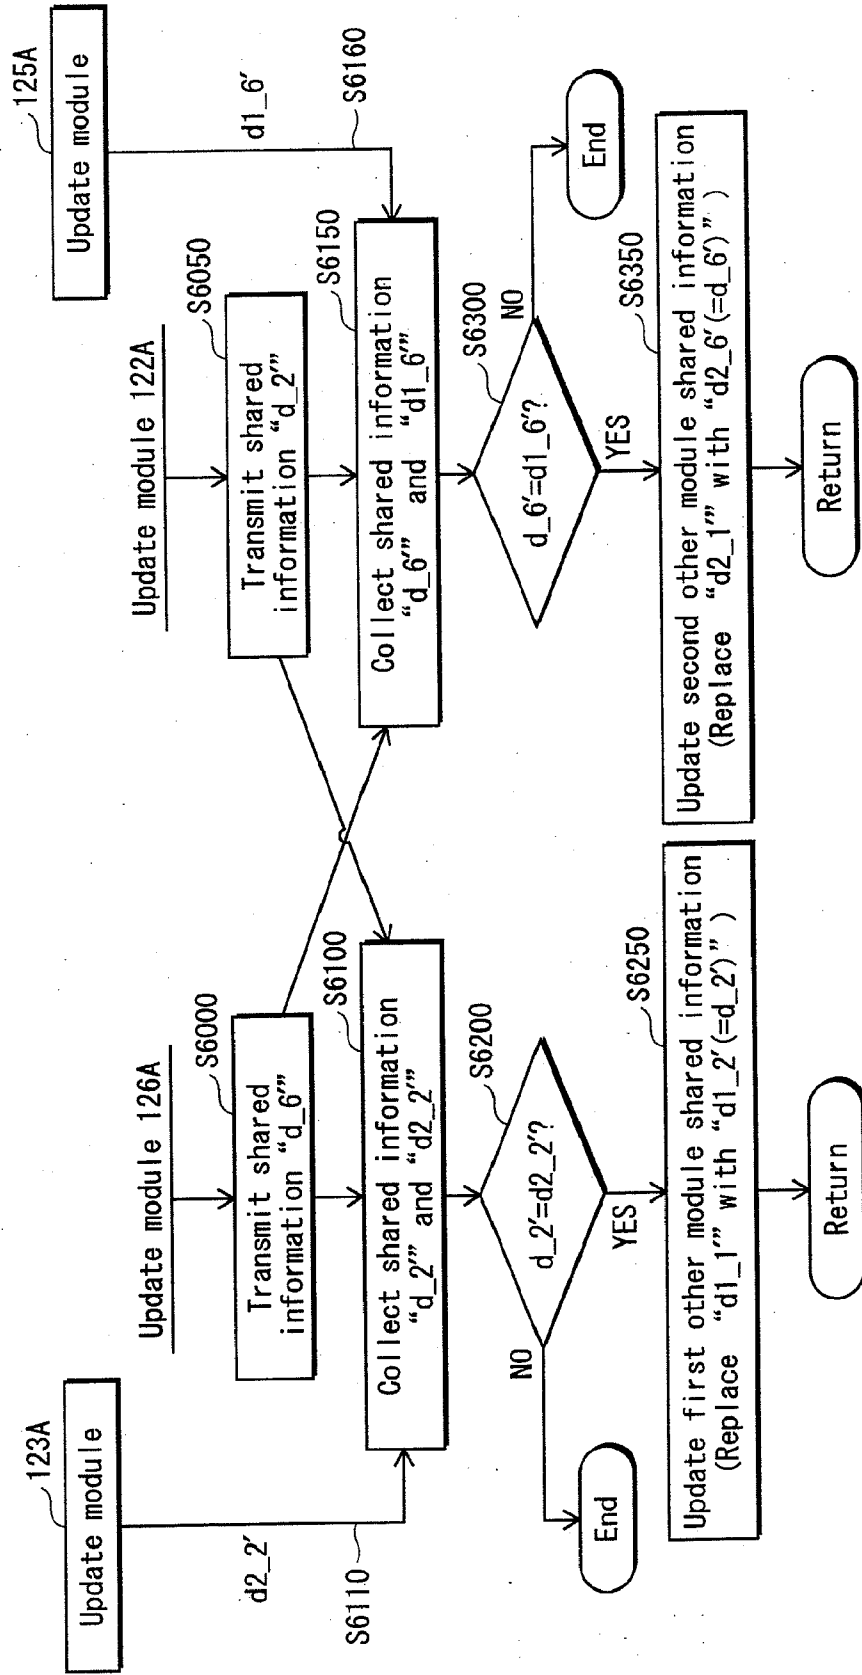 123A
Update module
d2_2'
S6110
Update module 126A
S6000
Transmit shared
information “d_6'”
S6100
Collect shared information
“d_2'” and “d2_2'”
S6200
d_2'=d2_2'?
NO
YES
End
S6250
Update first other module shared information
(Replace “d1_1'” with “d1_2'(=d_2')” )
Return
125A
Update module
d1_6'
S6160
Update module 122A
S6050
Transmit shared
information “d_2'”
S6150
Collect shared information
“d_6'” and “d1_6'”
S6300
d_6'=d1_6'?
NO
YES
End
S6350
Update second other module shared information
(Replace “d2_1'” with “d2_6'(=d_6')” )
Return